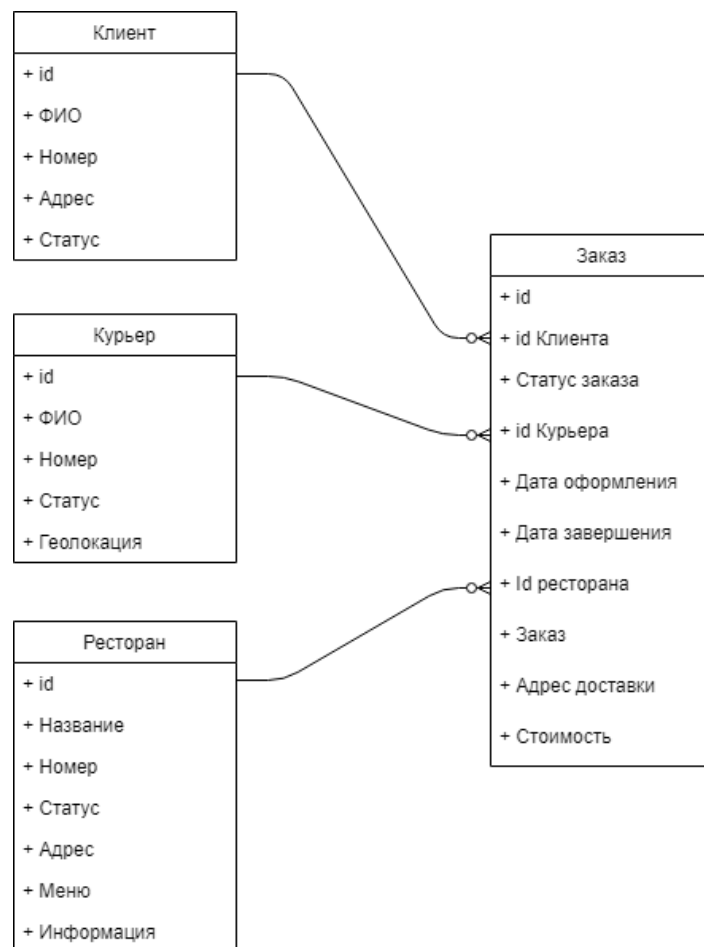 Клиент
+ id
+ ФИО
+ Номер
+ Адрес
+ Статус
Курьер
+ id
+ ФИО
+ Номер
+ Статус
+ Геолокация
Ресторан
+ id
+ Название
+ Номер
+ Статус
+ Адрес
+ Меню
+ Информация
Заказ
+ id
+ id Клиента
+ Статус заказа
+ id Курьера
+ Дата оформления
+ Дата завершения
+ Id ресторана
+ Заказ
+ Адрес доставки
+ Стоимость